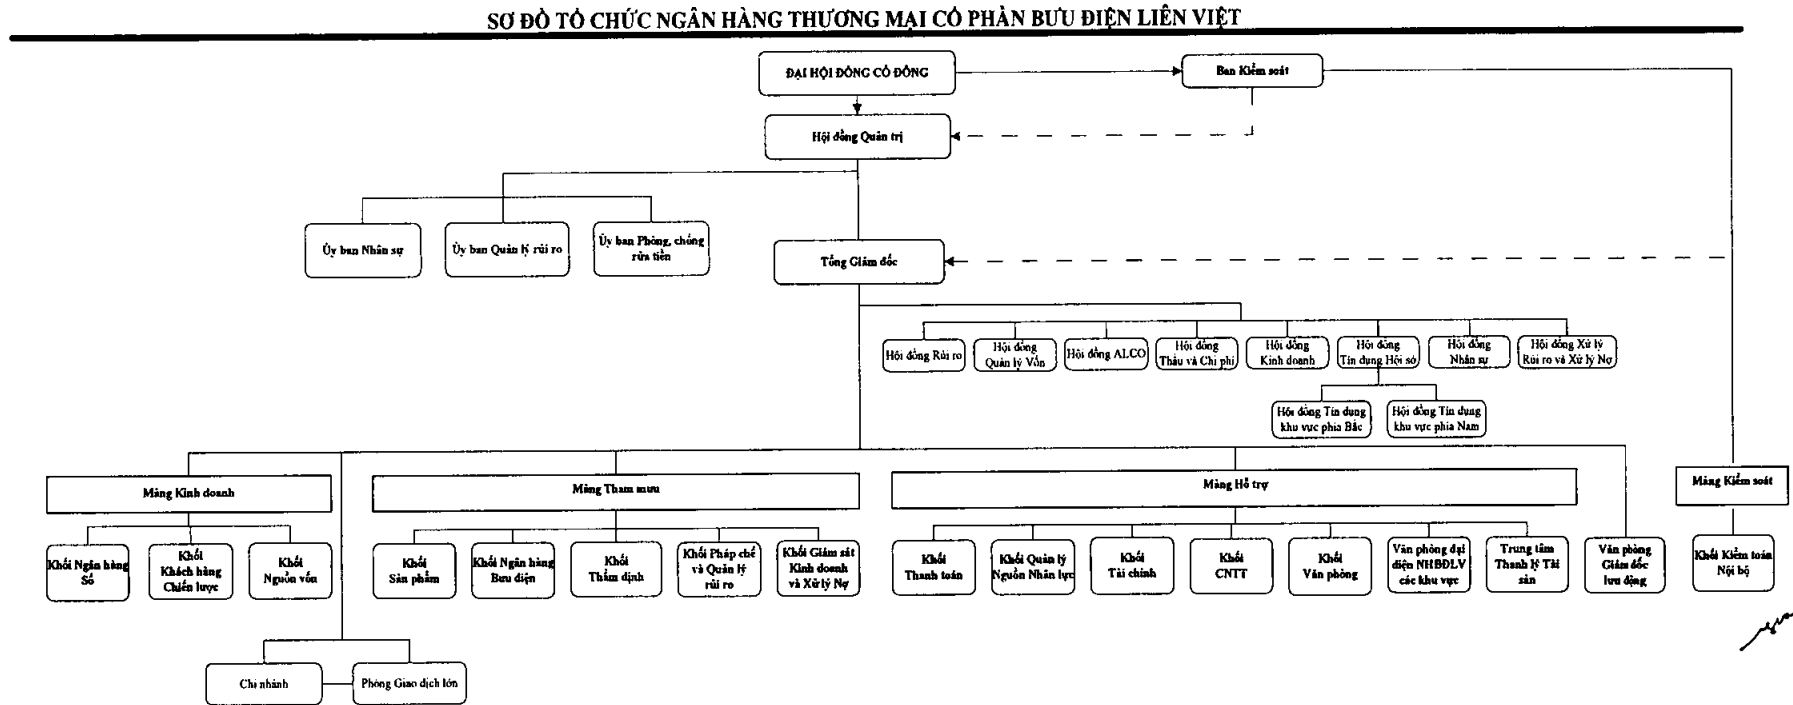 SƠ ĐỒ TỔ CHỨC NGÂN HÀNG THƯƠNG MẠI CỔ PHẦN BƯU ĐIỆN LIÊN VIỆT
ĐẠI HỘI ĐỒNG CỔ ĐÔNG
Ban Kiểm soát
Hội đồng Quản trị
Ủy ban Nhân sự
Ủy ban Quản lý rủi ro
Ủy ban Phòng, chống
rửa tiền
Tổng Giám đốc
Hội đồng Rủi ro
Hội đồng
Quản lý Vốn
Hội đồng ALCO
Hội đồng
Thầu và Chi phí
Hội đồng
Kinh doanh
Hội đồng
Tín dụng Hội sở
Hội đồng
Nhân sự
Hội đồng Xử lý
Rủi ro và Xử lý Nợ
Hội đồng Tín dụng
khu vực phía Bắc
Hội đồng Tín dụng
khu vực phía Nam
Mảng Kinh doanh
Mảng Tham mưu
Mảng Hỗ trợ
Mảng Kiểm soát
Khối Ngân hàng
Số
Khối
Khách hàng
Chiến lược
Khối
Nguồn vốn
Khối
Sản phẩm
Khối Ngân hàng
Bưu điện
Khối
Thẩm định
Khối Pháp chế
và Quản lý
rủi ro
Khối Giám sát
Kinh doanh
và Xử lý Nợ
Khối
Thanh toán
Khối Quản lý
Nguồn Nhân lực
Khối
Tài chính
Khối
CNTT
Khối
Văn phòng
Văn phòng đại
diện NHBĐLV
các khu vực
Trung tâm
Thanh lý Tài
sản
Văn phòng
Giám đốc
lưu động
Khối Kiểm toán
Nội bộ
Chi nhánh
Phòng Giao dịch lớn